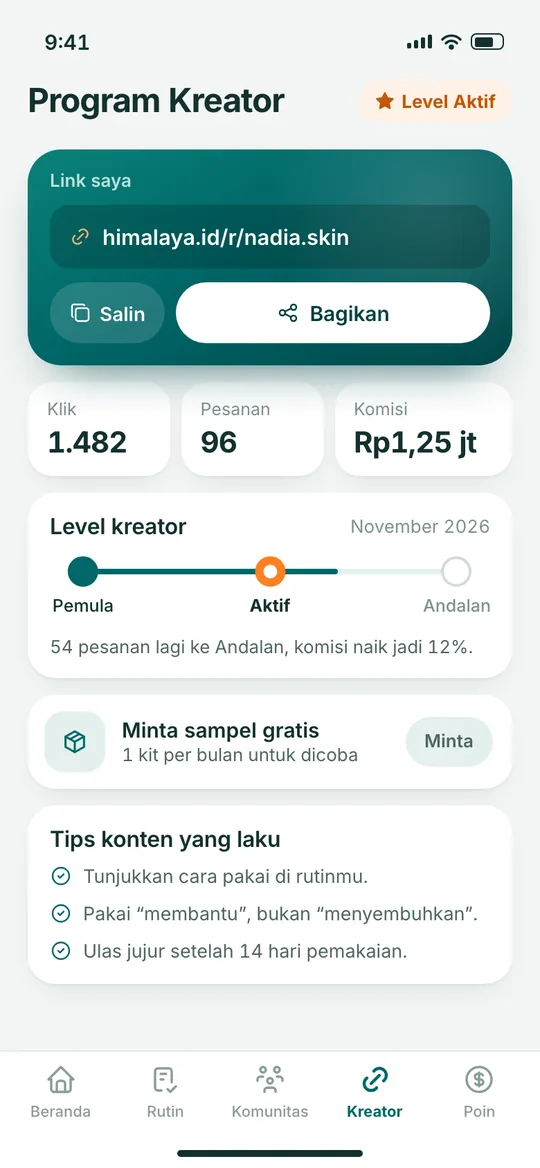 9:41
Program Kreator
Level Aktif
Link saya
himalaya.id/r/nadia.skin
Salin
Bagikan
Klik
1.482
Pesanan
96
Komisi
Rp1,25 jt
Level kreator
November 2026
Pemula
Aktif
Andalan
54 pesanan lagi ke Andalan, komisi naik jadi 12%.
Minta sampel gratis
1 kit per bulan untuk dicoba
Minta
Tips konten yang laku
Tunjukkan cara pakai di rutinmu.
Pakai “membantu”, bukan “menyembuhkan”.
Ulas jujur setelah 14 hari pemakaian.
Beranda
Rutin
Komunitas
Kreator
Poin